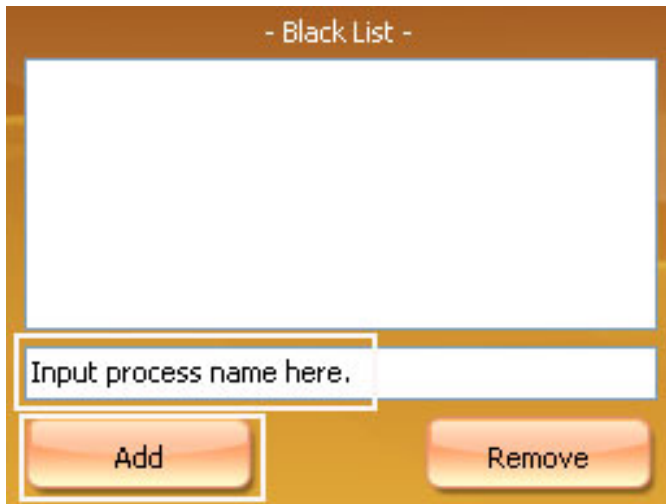 - Black List -
Input process name here.
Add
Remove